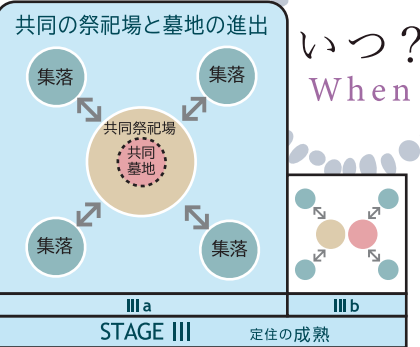 共同の祭祀場と墓地の進出
いつ?
When
集落
集落
共同祭祀場
共同
墓地
集落
集落
Ⅲa
Ⅲb
STAGE Ⅲ
定住の成熟